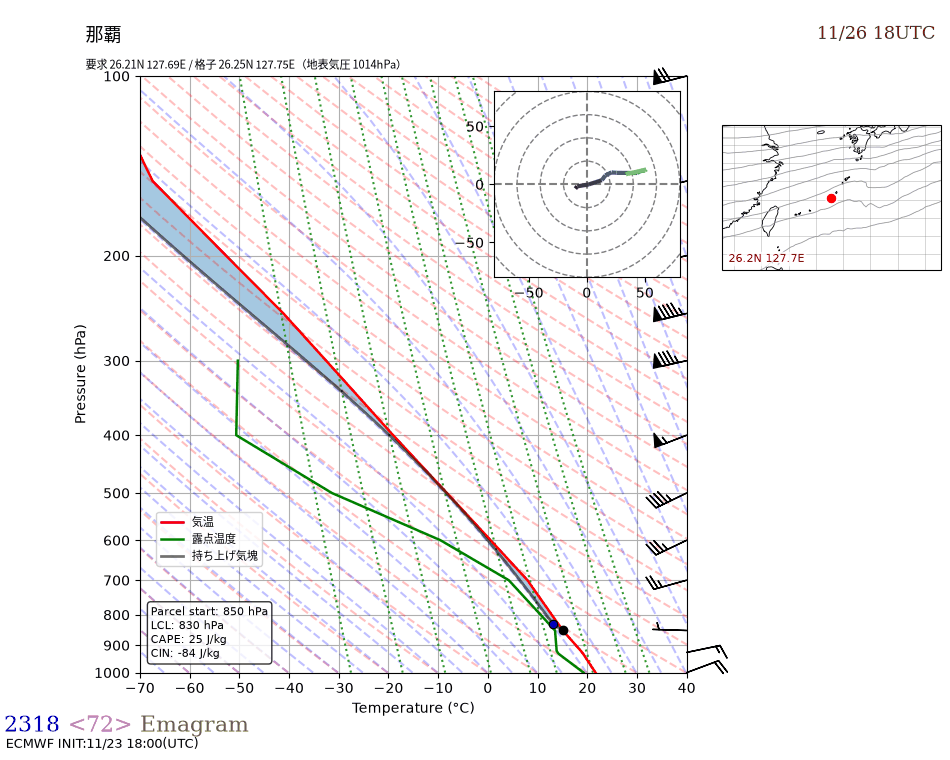 那覇
11/26 18UTC
要求 26.21N 127.69E / 格子 26.25N 127.75E（地表気圧 1014hPa）
100
200
300
400
500
600
700
800
900
1000
Pressure (hPa)
−70 −60 −50 −40 −30 −20 −10 0 10 20 30 40
Temperature (°C)
50
0
−50
−50 0 50
26.2N 127.7E
気温
露点温度
持ち上げ気塊
Parcel start: 850 hPa
LCL: 830 hPa
CAPE: 25 J/kg
CIN: -84 J/kg
2318 <72> Emagram
ECMWF INIT:11/23 18:00(UTC)